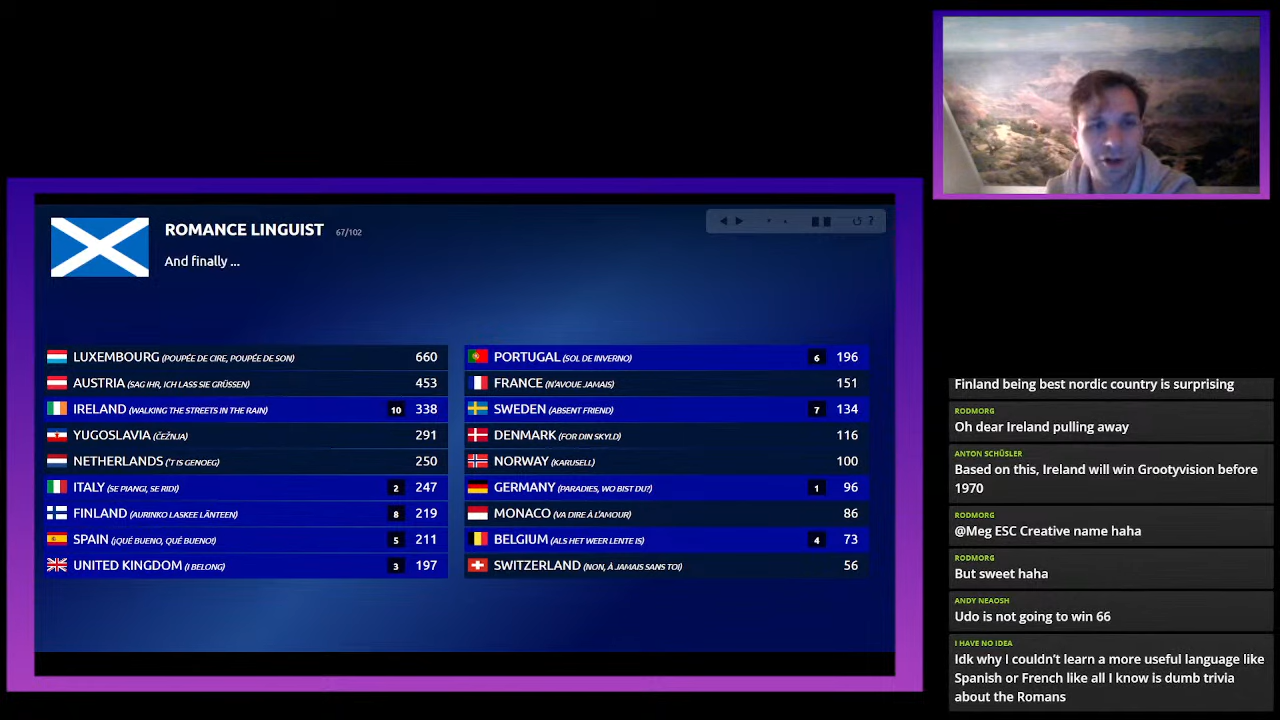 ROMANCE LINGUIST 67/102
And finally ...
LUXEMBOURG (POUPÉE DE CIRE, POUPÉE DE SON) 660
AUSTRIA (SAG IHR, ICH LASS SIE GRÜSSEN) 453
IRELAND (WALKING THE STREETS IN THE RAIN) 10 338
YUGOSLAVIA (ČEŽNJA) 291
NETHERLANDS ('T IS GENOEG) 250
ITALY (SE PIANGI, SE RIDI) 2 247
FINLAND (AURINKO LASKEE LÄNTEEN) 8 219
SPAIN (¡QUÉ BUENO, QUÉ BUENO!) 5 211
UNITED KINGDOM (I BELONG) 3 197
PORTUGAL (SOL DE INVERNO) 6 196
FRANCE (N'AVOUE JAMAIS) 151
SWEDEN (ABSENT FRIEND) 7 134
DENMARK (FOR DIN SKYLD) 116
NORWAY (KARUSELL) 100
GERMANY (PARADIES, WO BIST DU?) 1 96
MONACO (VA DIRE À L'AMOUR) 86
BELGIUM (ALS HET WEER LENTE IS) 4 73
SWITZERLAND (NON, À JAMAIS SANS TOI) 56
Finland being best nordic country is surprising
RODMORG
Oh dear Ireland pulling away
ANTON SCHÜSLER
Based on this, Ireland will win Grootyvision before
1970
RODMORG
@Meg ESC Creative name haha
RODMORG
But sweet haha
ANDY NEAOSH
Udo is not going to win 66
I HAVE NO IDEA
Idk why I couldn't learn a more useful language like
Spanish or French like all I know is dumb trivia
about the Romans